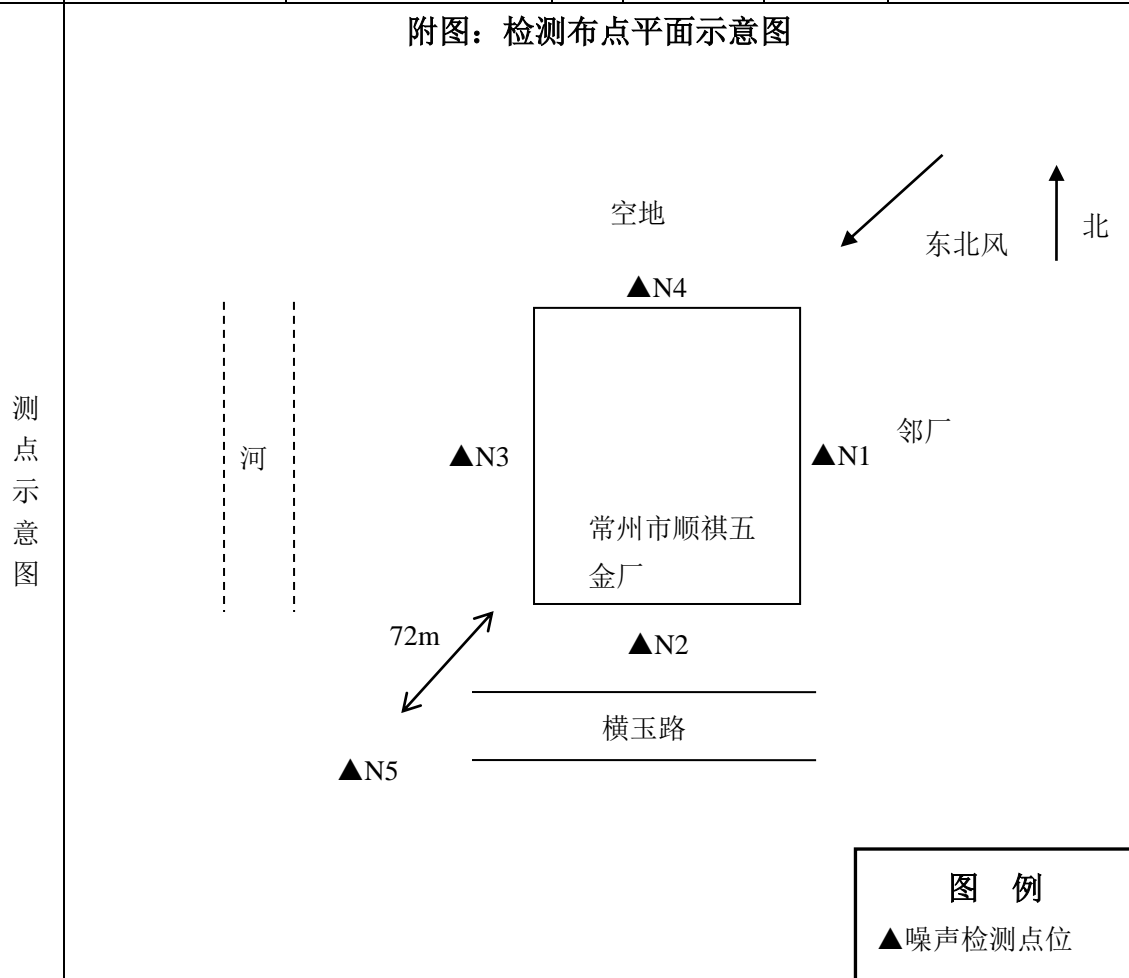 附图：检测布点平面示意图
空地
东北风
北
▲N4
测点示意图
河
▲N3
▲N1
邻厂
常州市顺祺五
金厂
72m
▲N2
横玉路
▲N5
图 例
▲噪声检测点位